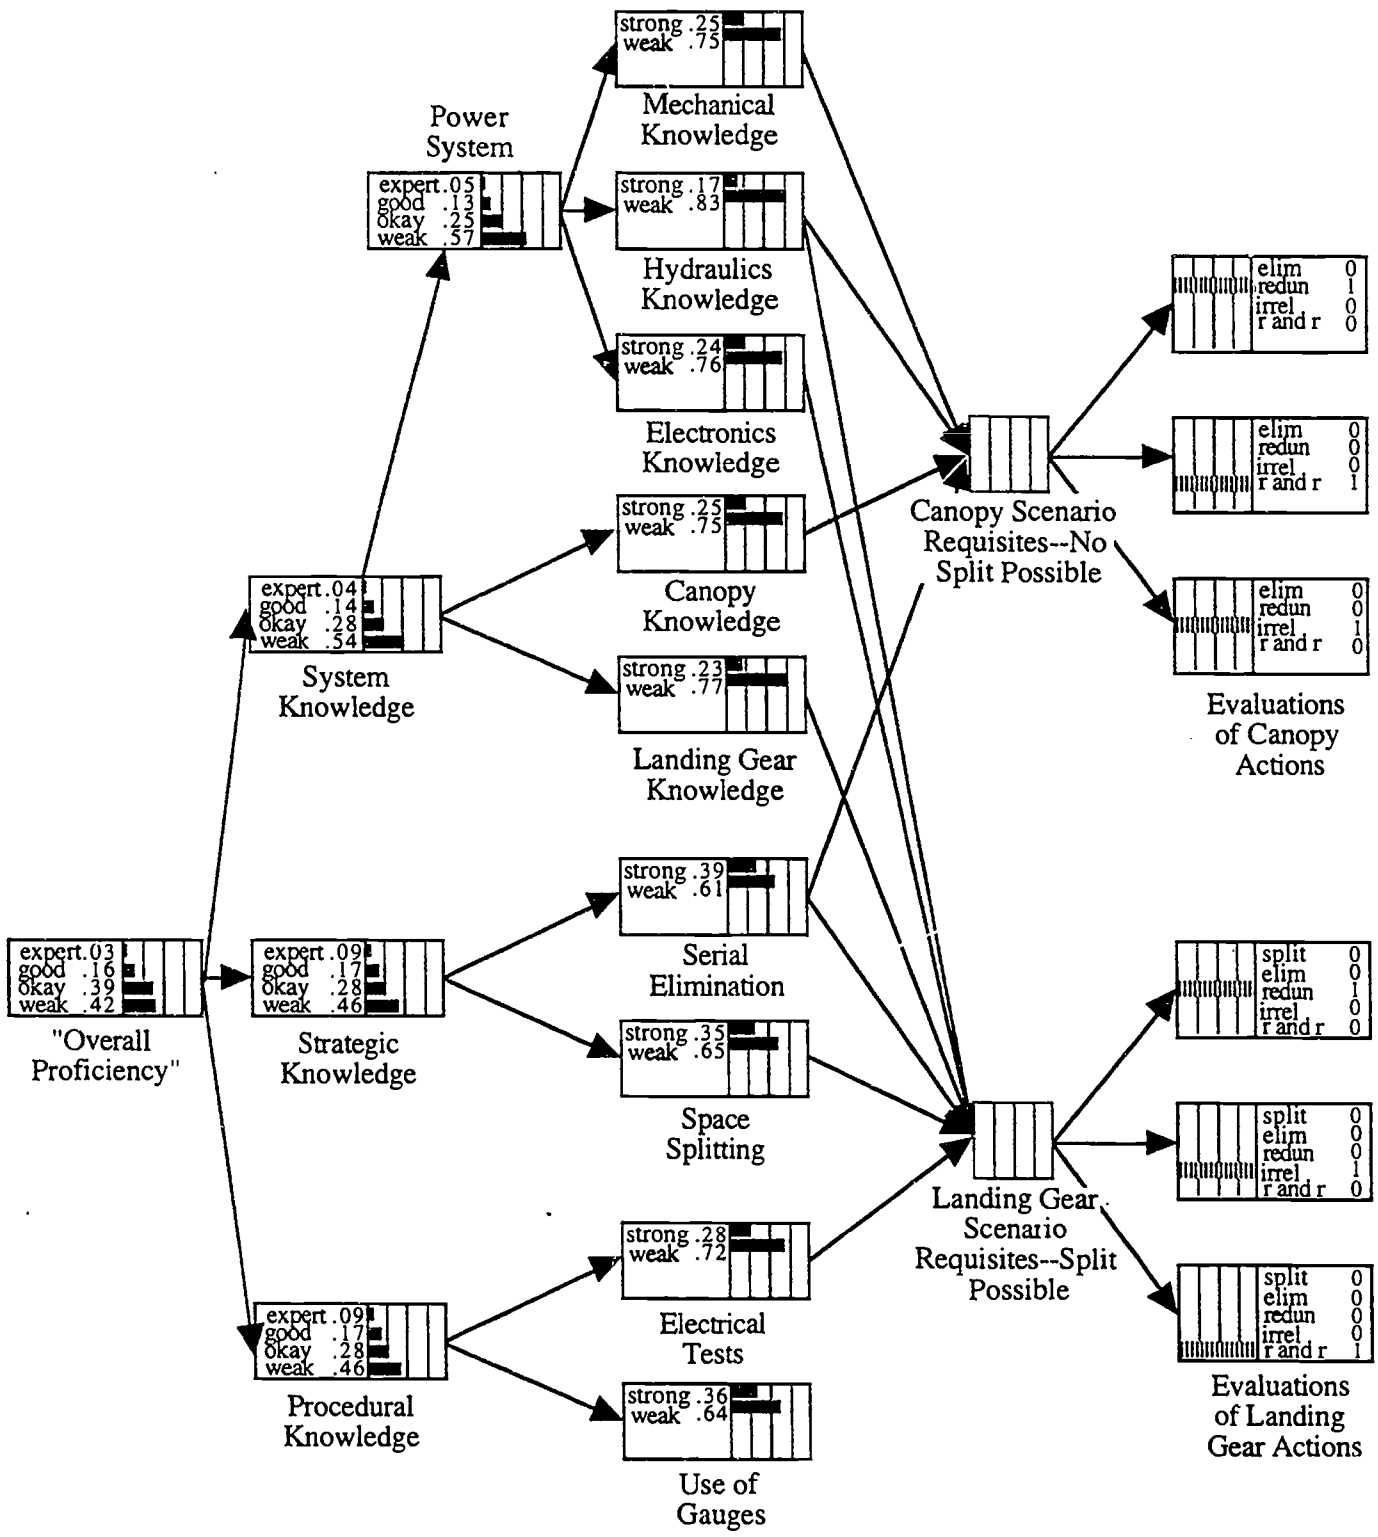 strong .25
weak .75
Mechanical
Knowledge
Power
System
expert .05
good .13
okay .25
weak .57
strong .17
weak .83
Hydraulics
Knowledge
strong .24
weak .76
Electronics
Knowledge
strong .25
weak .75
Canopy
Knowledge
expert .04
good .14
okay .28
weak .54
System
Knowledge
strong .23
weak .77
Landing Gear
Knowledge
strong .39
weak .61
Serial
Elimination
expert .03
good .16
okay .39
weak .42
"Overall
Proficiency"
expert .09
good .17
okay .28
weak .46
Strategic
Knowledge
strong .35
weak .65
Space
Splitting
strong .28
weak .72
Electrical
Tests
expert .09
good .17
okay .28
weak .46
Procedural
Knowledge
strong .36
weak .64
Use of
Gauges
Canopy Scenario
Requisites--No
Split Possible
Landing Gear
Scenario
Requisites--Split
Possible
elim 0
redun 1
irrel 0
r and r 0
elim 0
redun 0
irrel 0
r and r 1
elim 0
redun 0
irrel 1
r and r 0
Evaluations
of Canopy
Actions
split 0
elim 0
redun 1
irrel 0
r and r 0
split 0
elim 0
redun 0
irrel 1
r and r 0
split 0
elim 0
redun 0
irrel 0
r and r 1
Evaluations
of Landing
Gear Actions